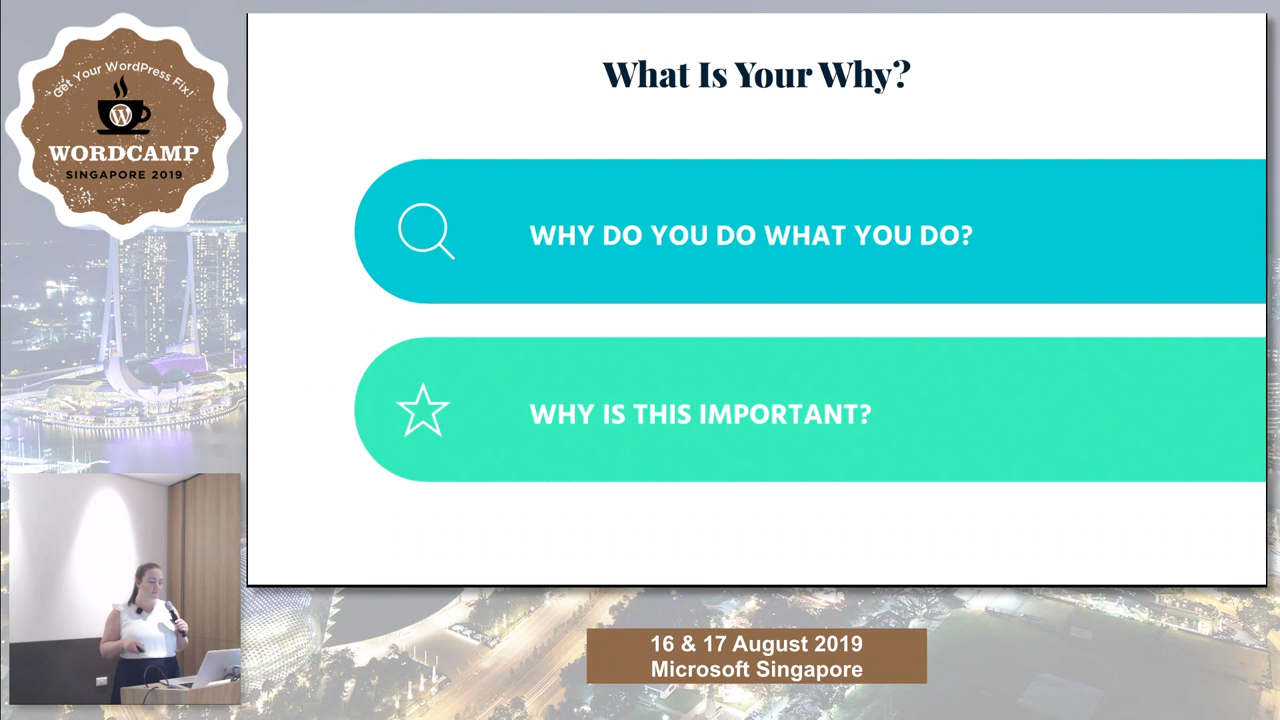 Get Your WordPress Fix!
WORDCAMP
SINGAPORE 2019
What Is Your Why?
WHY DO YOU DO WHAT YOU DO?
WHY IS THIS IMPORTANT?
16 & 17 August 2019
Microsoft Singapore